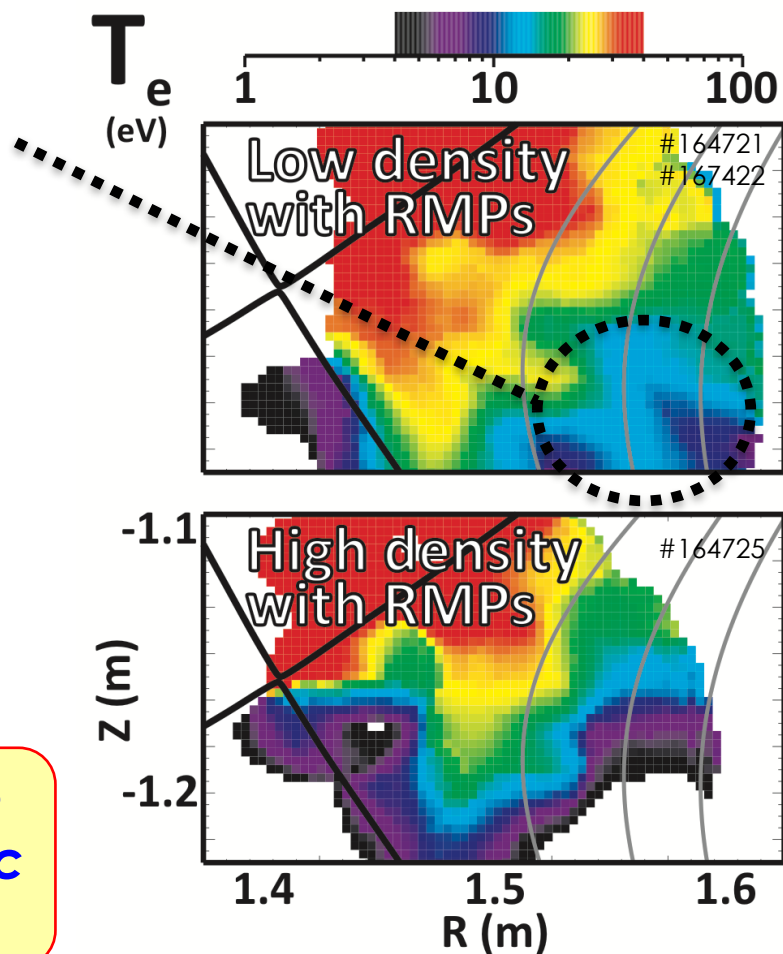 Te
(eV)
1 10 100
Low density
with RMPs
#164721
#167422
-1.1
High density
with RMPs
#164725
Z (m)
-1.2
c
1.4 1.5 1.6
R (m)